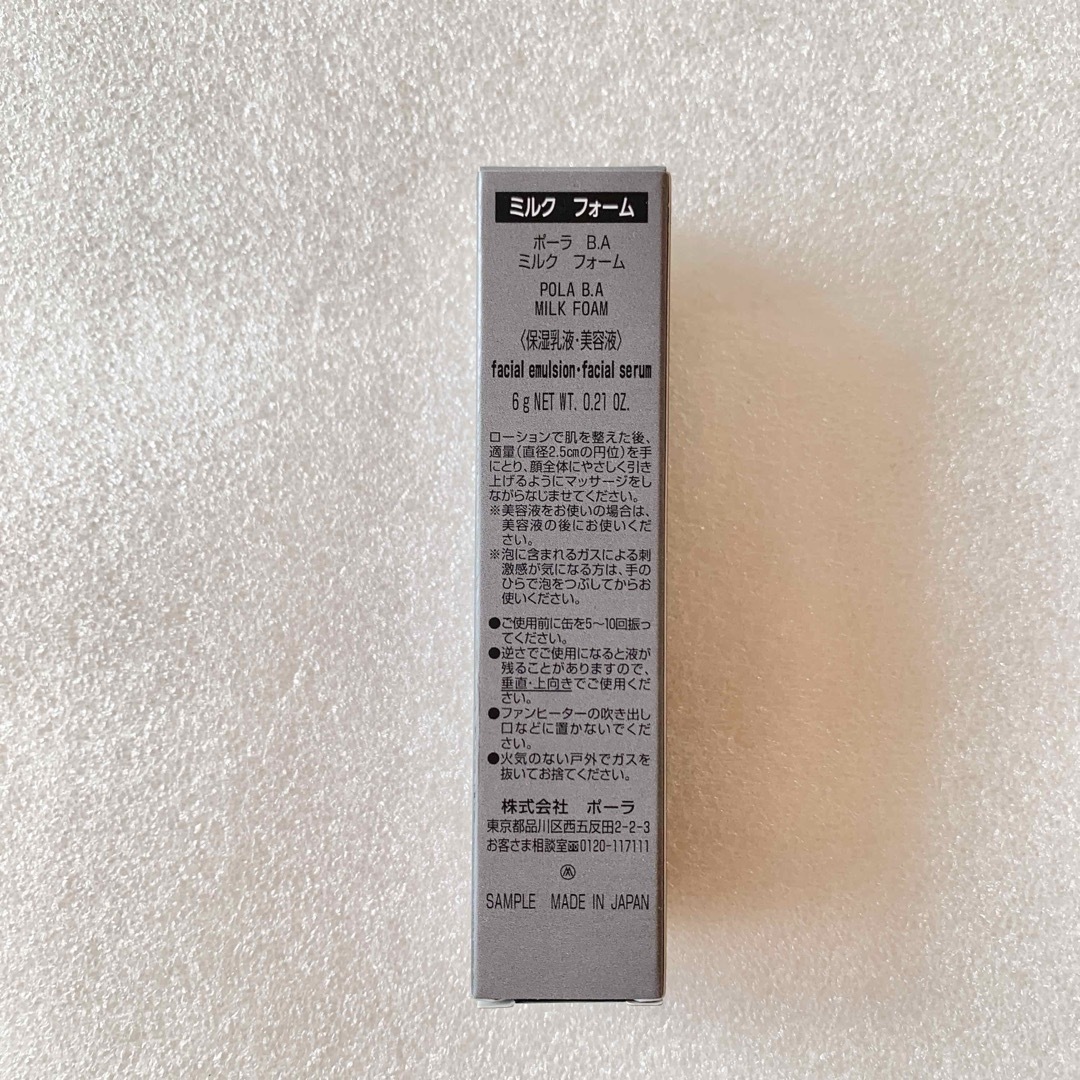 ミルク フォーム
ポーラ B.A
ミルク フォーム
POLA B.A
MILK FOAM
〈保湿乳液・美容液〉
facial emulsion・facial serum
6g NET WT. 0.21 OZ.
ローションで肌を整えた後、
適量(直径2.5cmの円位)を手
にとり、顔全体にやさしく引き
上げるようにマッサージをし
ながらなじませてください。
※美容液をお使いの場合は、
美容液の後にお使いくだ
さい。
※泡に含まれるガスによる刺
激感が気になる方は、手の
ひらで泡をつぶしてからお
使いください。
●ご使用前に缶を5〜10回振っ
てください。
●逆さでご使用になると液が
残ることがありますので、
垂直・上向きでご使用くだ
さい。
●ファンヒーターの吹き出し
口などに置かないでくだ
さい。
●火気のない戸外でガスを
抜いてお捨てください。
株式会社 ポーラ
東京都品川区西五反田2-2-3
お客さま相談室 0120-117111
SAMPLE MADE IN JAPAN